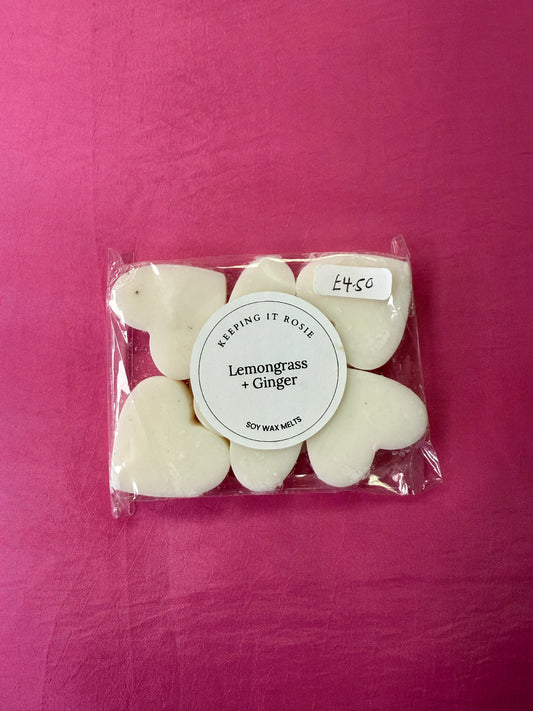 £4.50
KEEPING IT ROSIE
Lemongrass
+ Ginger
SOY WAX MELTS